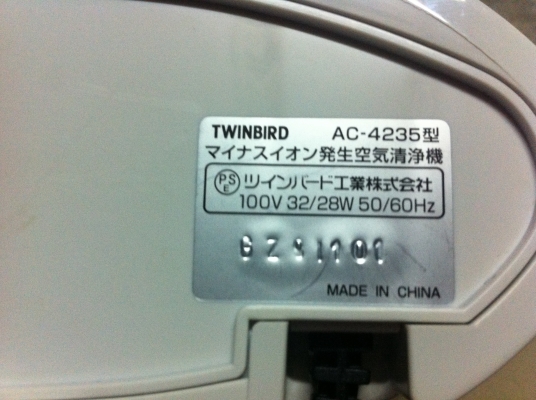 TWINBIRD AC-4235型
マイナスイオン発生空気清浄機
PSE ツインバード工業株式会社
100V 32/28W 50/60Hz
MADE IN CHINA